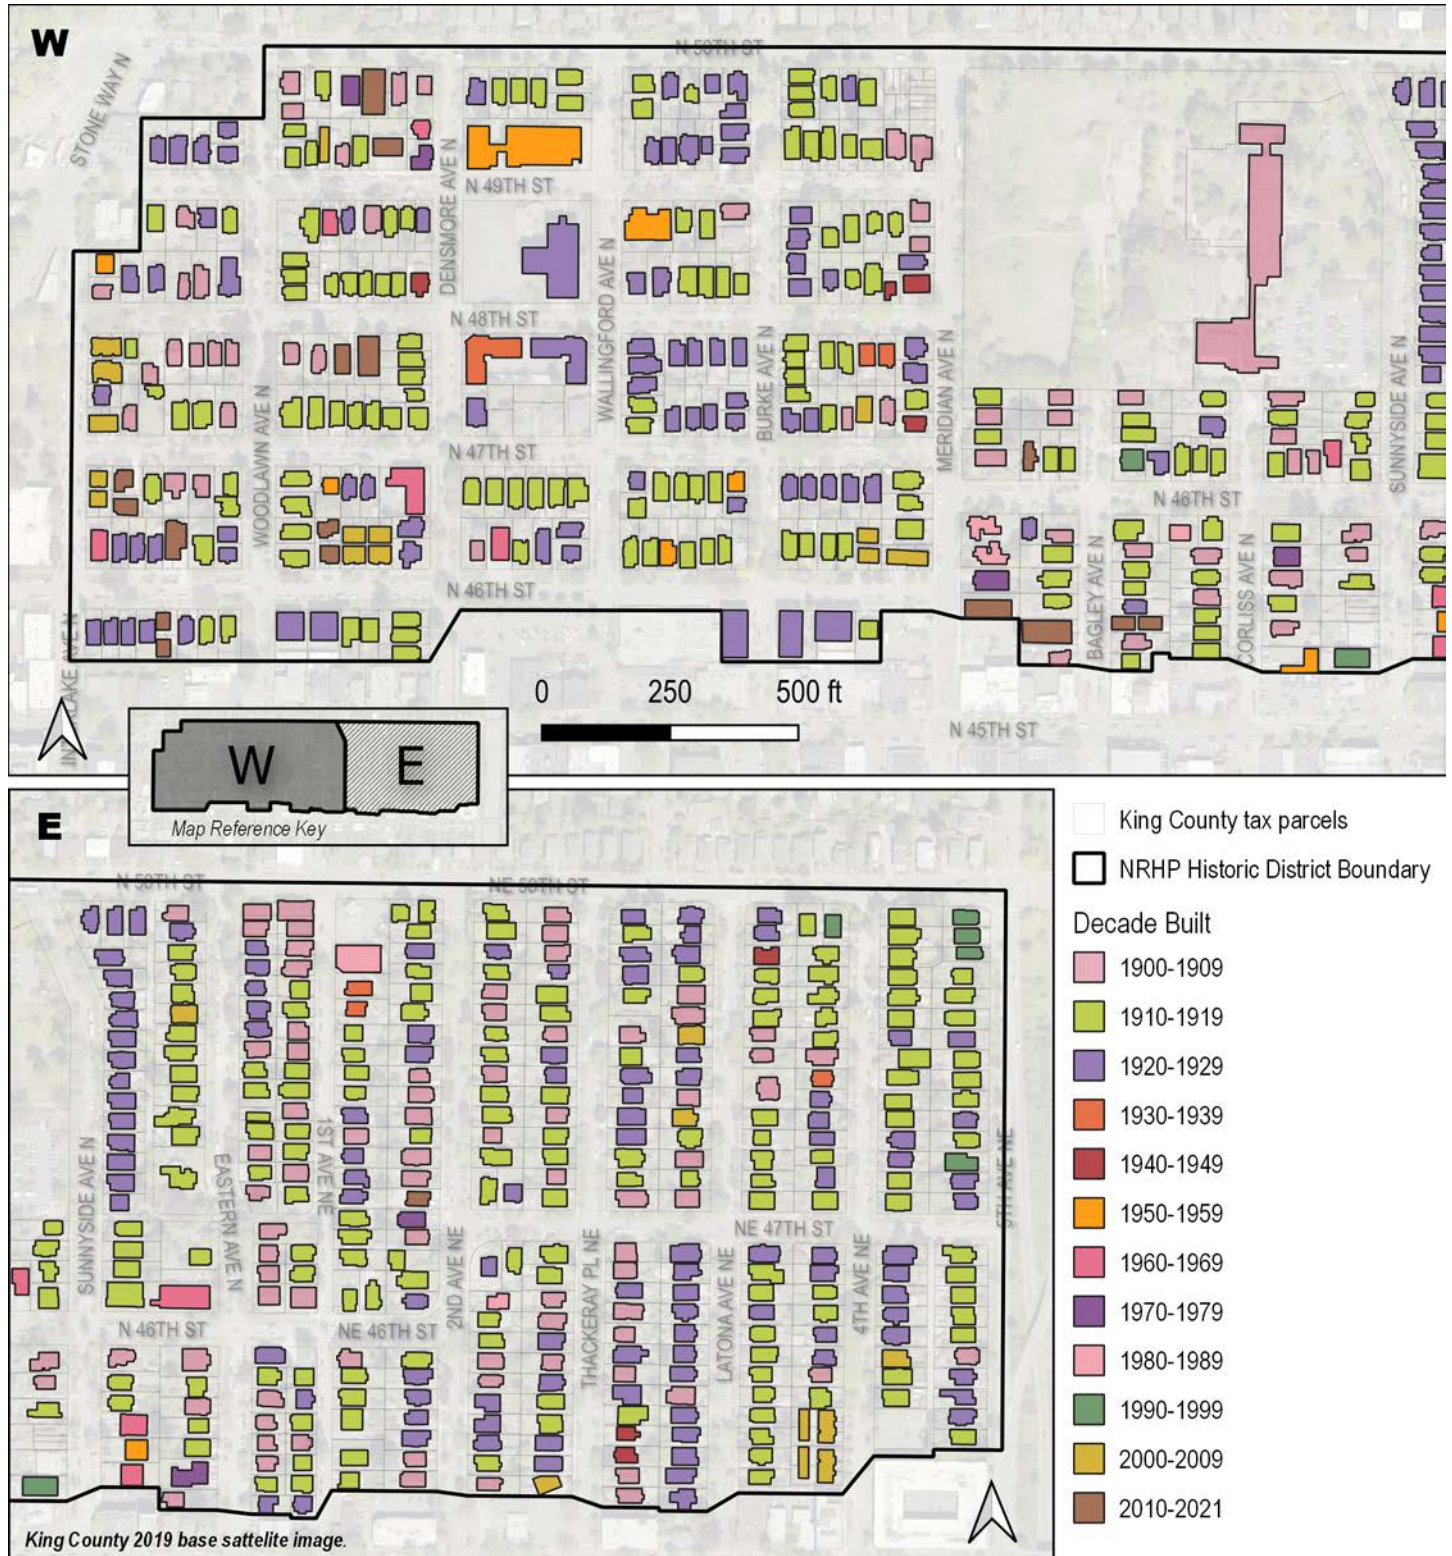 W
N 50TH ST
STONE WAY N
DENSMORE AVE N
N 49TH ST
WALLINGFORD AVE N
N 48TH ST
WOODLAWN AVE N
BURKE AVE N
MERIDIAN AVE N
SUNNYSIDE AVE N
N 47TH ST
N 46TH ST
N 46TH ST
BAGLEY AVE N
CORLISS AVE N
AVE N
0 250 500 ft
N 45TH ST
W E
Map Reference Key
E
N 50TH ST
NE 50TH ST
SUNNYSIDE AVE N
EASTERN AVE N
1ST AVE NE
2ND AVE NE
THACKERAY PL NE
LATONA AVE NE
NE 47TH ST
4TH AVE NE
5TH AVE NE
N 46TH ST
NE 46TH ST
King County 2019 base sattelite image.
King County tax parcels
NRHP Historic District Boundary
Decade Built
1900-1909
1910-1919
1920-1929
1930-1939
1940-1949
1950-1959
1960-1969
1970-1979
1980-1989
1990-1999
2000-2009
2010-2021